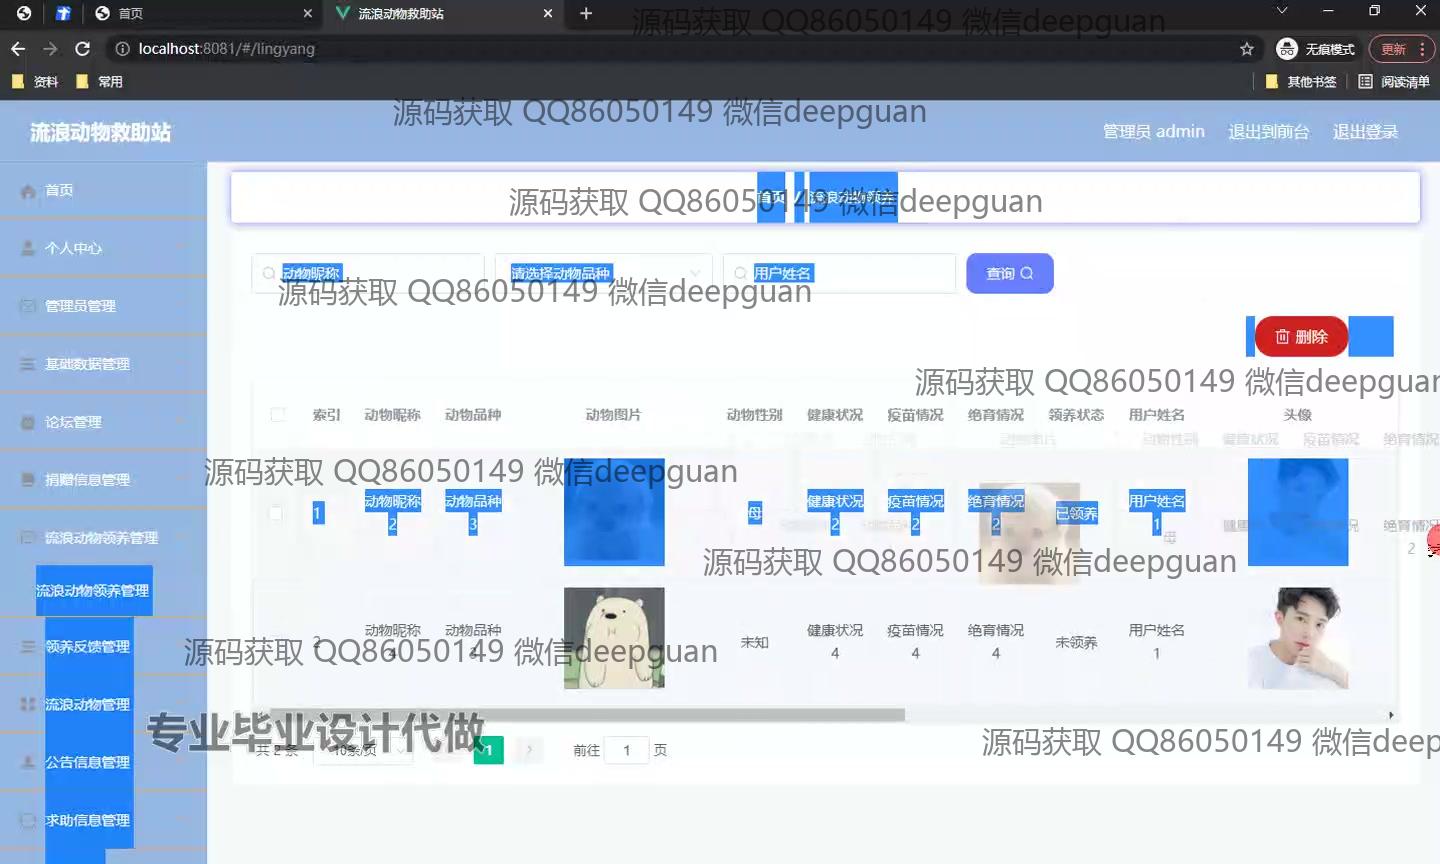 首页
流浪动物救助站
源码获取 QQ86050149 微信deepguan
localhost:8081/#/lingyang
无痕模式
更新
资料
常用
其他书签
阅读清单
源码获取 QQ86050149 微信deepguan
流浪动物救助站
管理员 admin
退出到前台
退出登录
首页
首页 / 流浪动物领养
源码获取 QQ86050149 微信deepguan
个人中心
动物昵称
请选择动物品种
用户姓名
查询
源码获取 QQ86050149 微信deepguan
管理员管理
删除
基础数据管理
源码获取 QQ86050149 微信deepguan
索引 动物昵称 动物品种 动物图片 动物性别 健康状况 疫苗情况 绝育情况 领养状态 用户姓名 头像
论坛管理
动物性别 健康状况 疫苗情况 绝育情况
源码获取 QQ86050149 微信deepguan
捐赠信息管理
1 动物昵称2 动物品种3 母 健康状况2 疫苗情况2 绝育情况2 已领养 用户姓名1
绝育情况
2
流浪动物领养管理
源码获取 QQ86050149 微信deepguan
流浪动物领养管理
2 动物昵称4 动物品种 未知 健康状况4 疫苗情况4 绝育情况4 未领养 用户姓名1
领养反馈管理
源码获取 QQ86050149 微信deepguan
流浪动物管理
专业毕业设计代做
共 2 条 10条/页 1 前往 1 页
源码获取 QQ86050149 微信deep
公告信息管理
求助信息管理